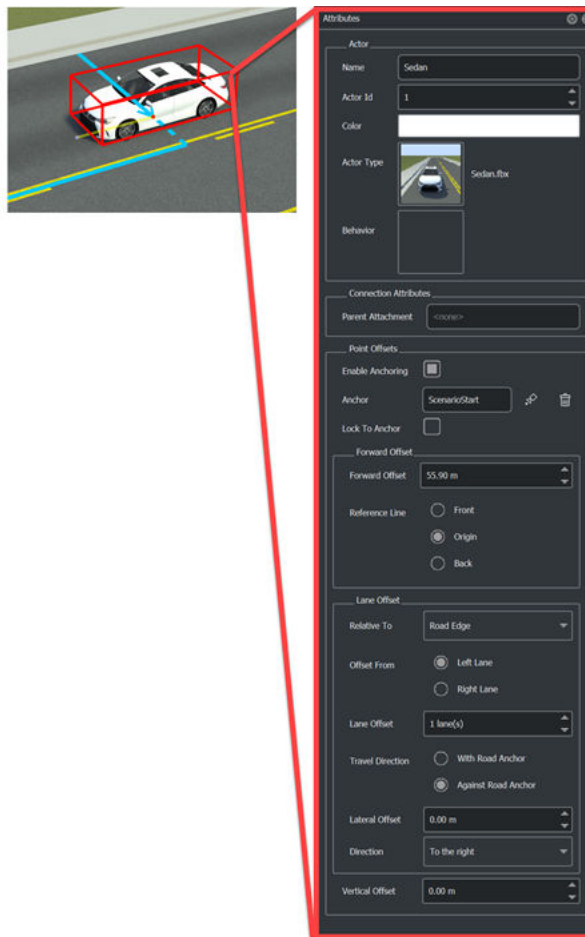 Attributes
Actor
Name Sedan
Actor Id 1
Color
Actor Type Sedan.fbx
Behavior
Connection Attributes
Parent Attachment <none>
Point Offsets
Enable Anchoring
Anchor ScenarioStart
Lock To Anchor
Forward Offset
Forward Offset 55.90 m
Reference Line Front
Origin
Back
Lane Offset
Relative To Road Edge
Offset From Left Lane
Right Lane
Lane Offset 1 lane(s)
Travel Direction With Road Anchor
Against Road Anchor
Lateral Offset 0.00 m
Direction To the right
Vertical Offset 0.00 m